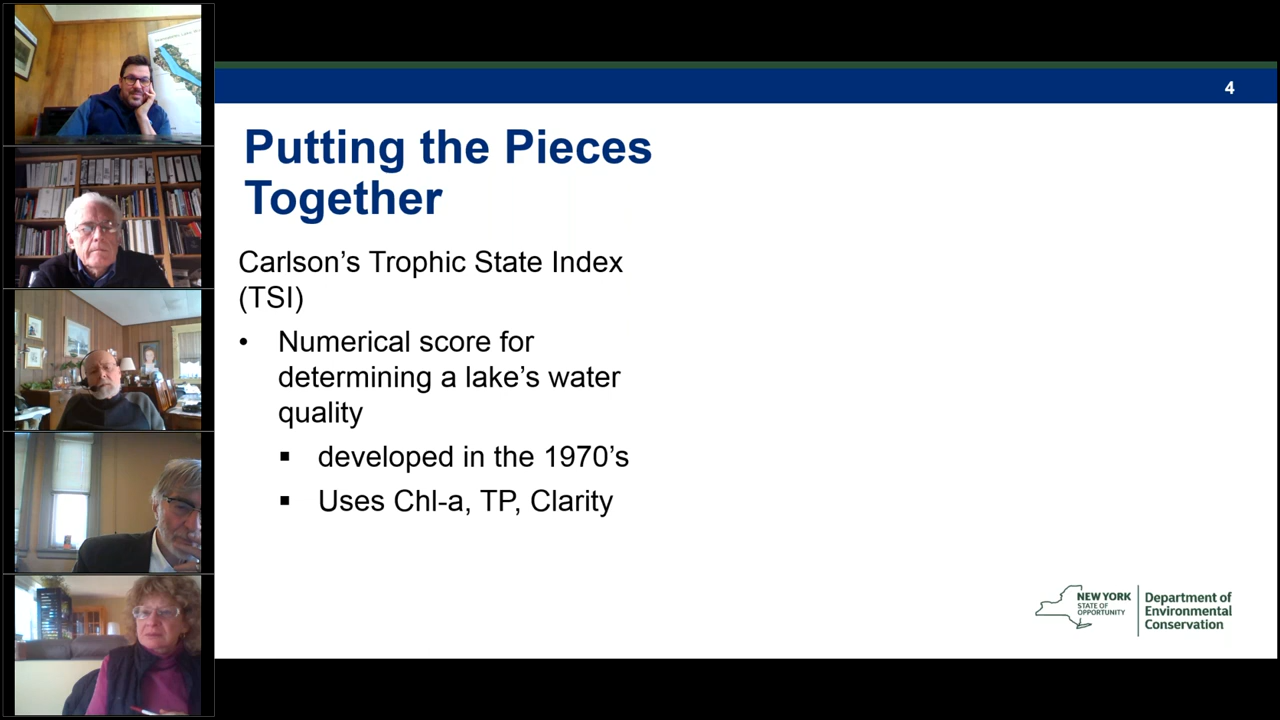 4
Putting the Pieces
Together
Carlson’s Trophic State Index
(TSI)
• Numerical score for
determining a lake’s water
quality
▪ developed in the 1970’s
▪ Uses Chl-a, TP, Clarity
NEW YORK
STATE OF
OPPORTUNITY
Department of
Environmental
Conservation